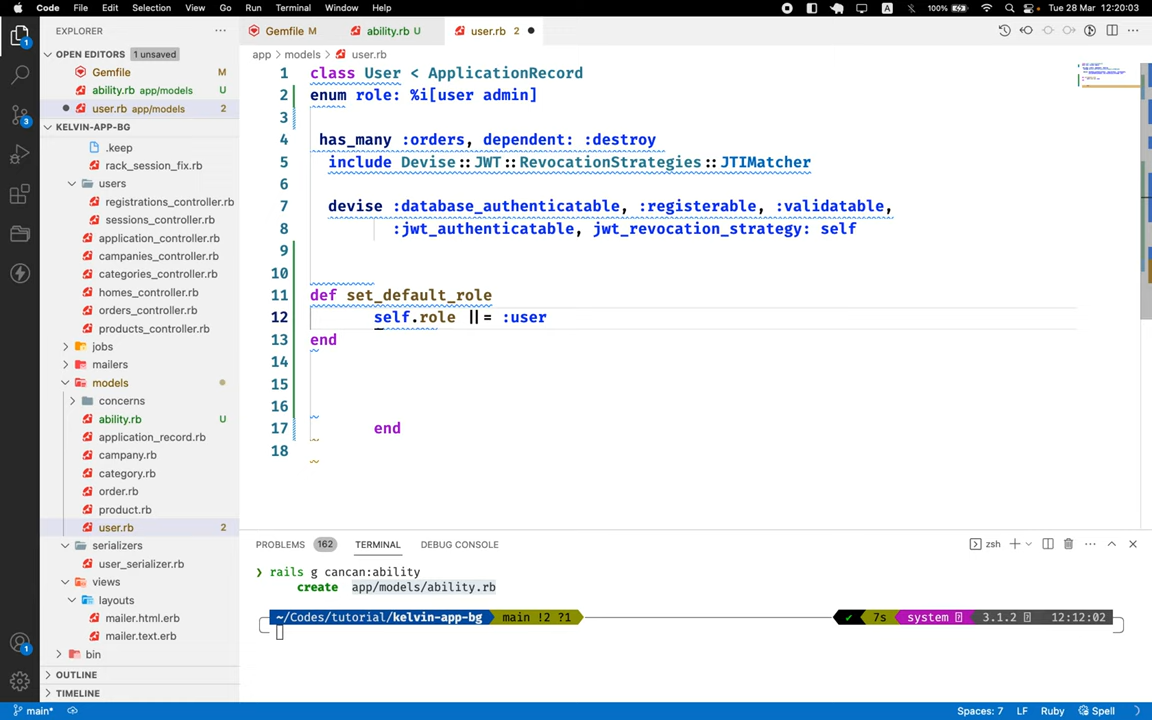 Code File Edit Selection View Go Run Terminal Window Help 100% Tue 28 Mar 12:20:03
EXPLORER
Gemfile M
ability.rb U
user.rb 2
OPEN EDITORS 1 unsaved
Gemfile M
ability.rb app/models U
user.rb app/models 2
KELVIN-APP-BG
.keep
rack_session_fix.rb
users
registrations_controller.rb
sessions_controller.rb
application_controller.rb
campanies_controller.rb
categories_controller.rb
homes_controller.rb
orders_controller.rb
products_controller.rb
jobs
mailers
models
concerns
ability.rb U
application_record.rb
campany.rb
category.rb
order.rb
product.rb
user.rb 2
serializers
user_serializer.rb
views
layouts
mailer.html.erb
mailer.text.erb
bin
OUTLINE
TIMELINE
app > models > user.rb
1 class User < ApplicationRecord
2 enum role: %i[user admin]
3
4 has_many :orders, dependent: :destroy
5 include Devise::JWT::RevocationStrategies::JTIMatcher
6
7 devise :database_authenticatable, :registerable, :validatable,
8 :jwt_authenticatable, jwt_revocation_strategy: self
9
10
11 def set_default_role
12 self.role ||= :user
13 end
14
15
16
17 end
18
PROBLEMS 162 TERMINAL DEBUG CONSOLE zsh
❯ rails g cancan:ability
create app/models/ability.rb
~/Codes/tutorial/kelvin-app-bg main !2 ?1 ✔ 7s system 3.1.2 12:12:02
main* Spaces: 7 LF Ruby Spell